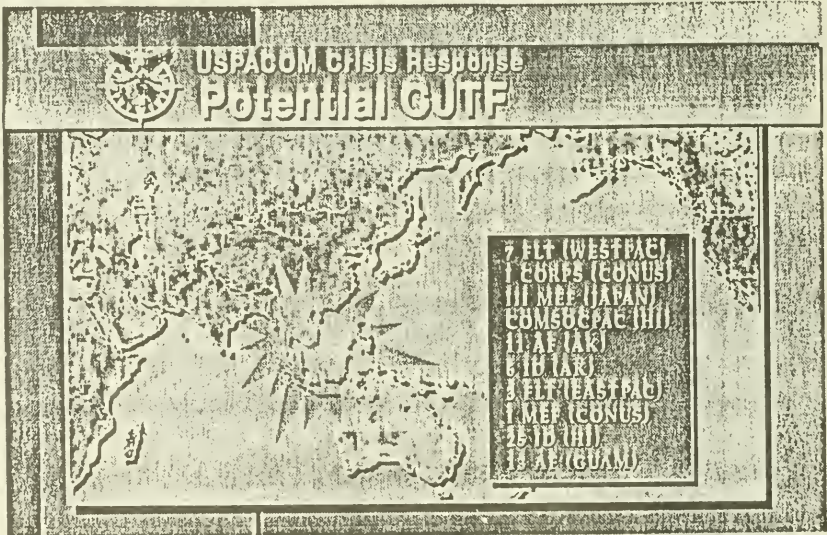 USPACOM Crisis Response
Potential CJTF
7 FLT (WESTPAC)
I CORPS (CONUS)
III MEF (JAPAN)
COMSOCPAC (HI)
11 AF (AK)
6 ID (AK)
3 FLT (EASTPAC)
I MEF (CONUS)
25 ID (HI)
13 AF (GUAM)